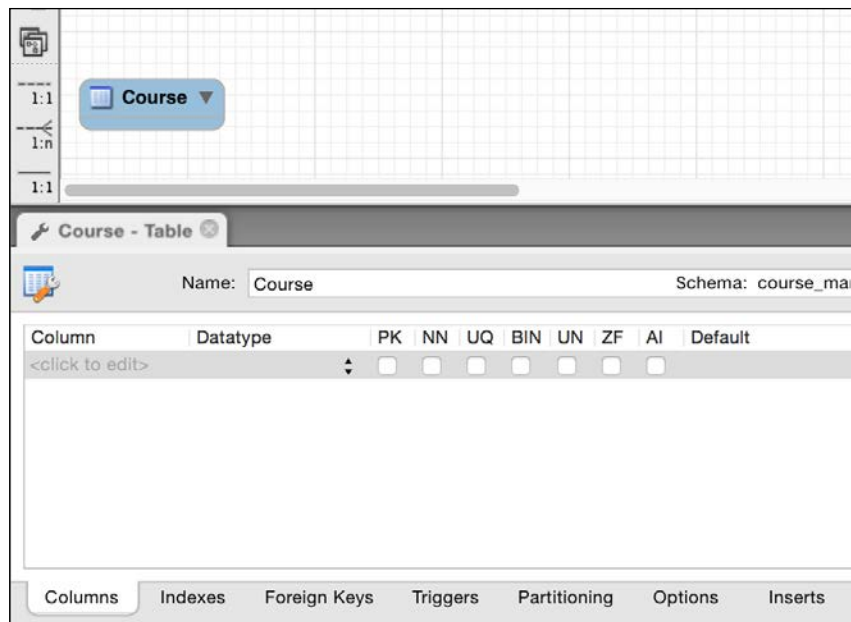 1:1
Course
1:n
1:1
Course - Table
Name: Course Schema: course_mar
Column Datatype PK NN UQ BIN UN ZF AI Default
<click to edit>
Columns Indexes Foreign Keys Triggers Partitioning Options Inserts